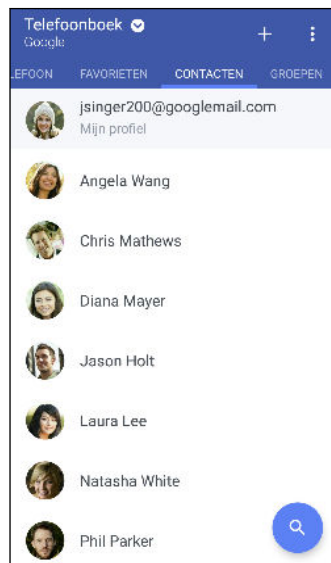 Telefoonboek
Google
LEFOON FAVORIETEN CONTACTEN GROEPEN
jsinger200@googlemail.com
Mijn profiel
Angela Wang
Chris Mathews
Diana Mayer
Jason Holt
Laura Lee
Natasha White
Phil Parker